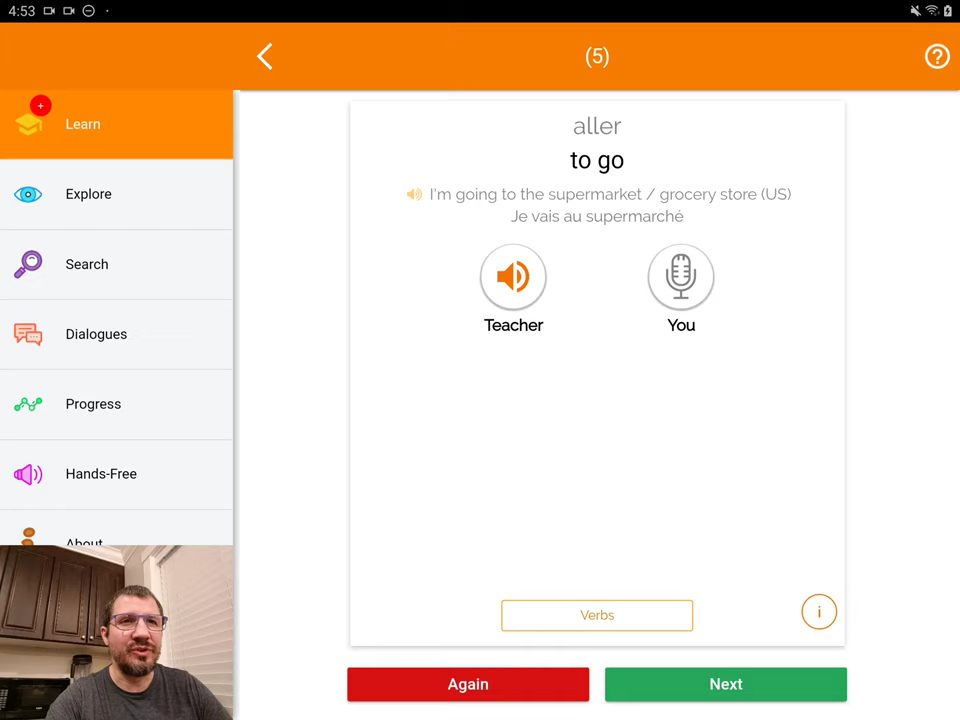 4:53
(5)
?
+
Learn
Explore
Search
Dialogues
Progress
Hands-Free
About
aller
to go
I'm going to the supermarket / grocery store (US)
Je vais au supermarché
Teacher
You
Verbs
i
Again
Next